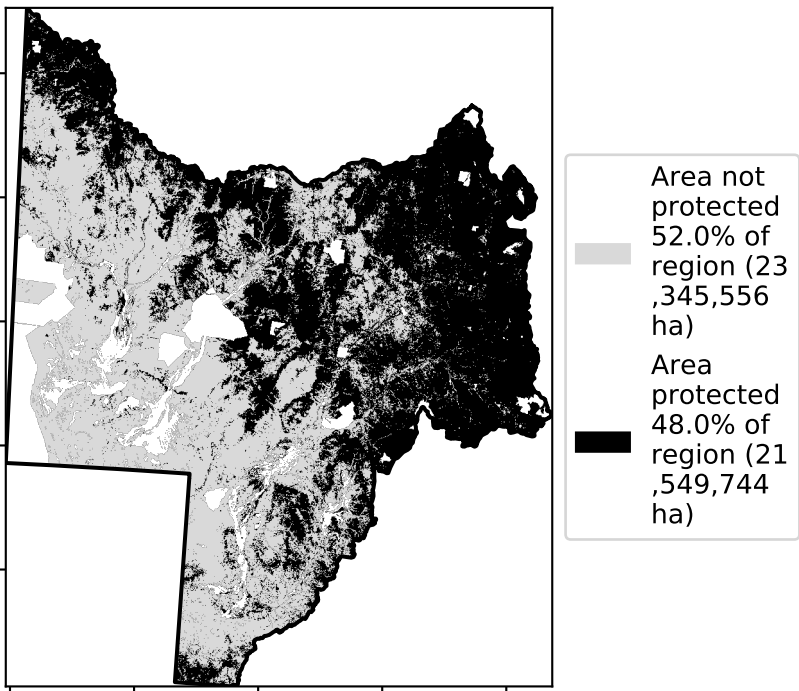 Area not
protected
52.0% of
region (23
,345,556
ha)
Area
protected
48.0% of
region (21
,549,744
ha)